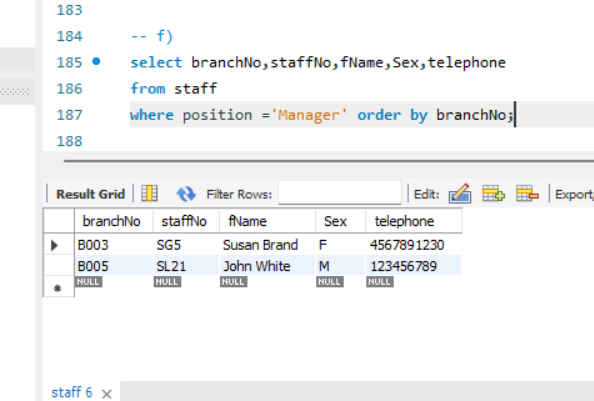 183
184 -- f)
185 select branchNo,staffNo,fName,Sex,telephone
186 from staff
187 where position ='Manager' order by branchNo;
188
Result Grid Filter Rows: Edit: Export
branchNo staffNo fName Sex telephone
B003 SG5 Susan Brand F 4567891230
B005 SL21 John White M 123456789
NULL NULL NULL NULL NULL
staff 6